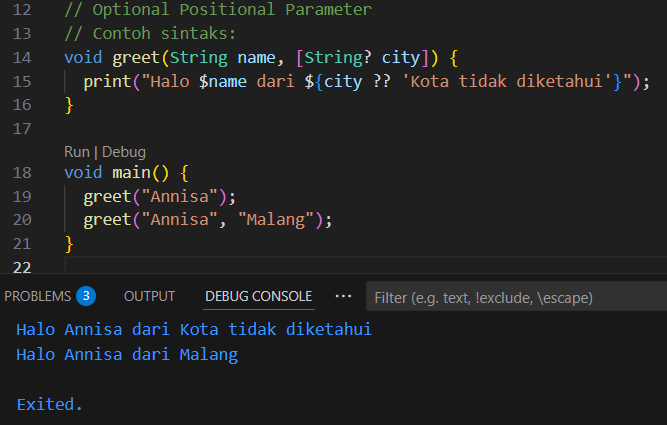 12 // Optional Positional Parameter
13 // Contoh sintaks:
14 void greet(String name, [String? city]) {
15   print("Halo $name dari ${city ?? 'Kota tidak diketahui'}");
16 }
17
Run | Debug
18 void main() {
19   greet("Annisa");
20   greet("Annisa", "Malang");
21 }
22
PROBLEMS 3 OUTPUT DEBUG CONSOLE ··· Filter (e.g. text, !exclude, \escape)
Halo Annisa dari Kota tidak diketahui
Halo Annisa dari Malang
Exited.